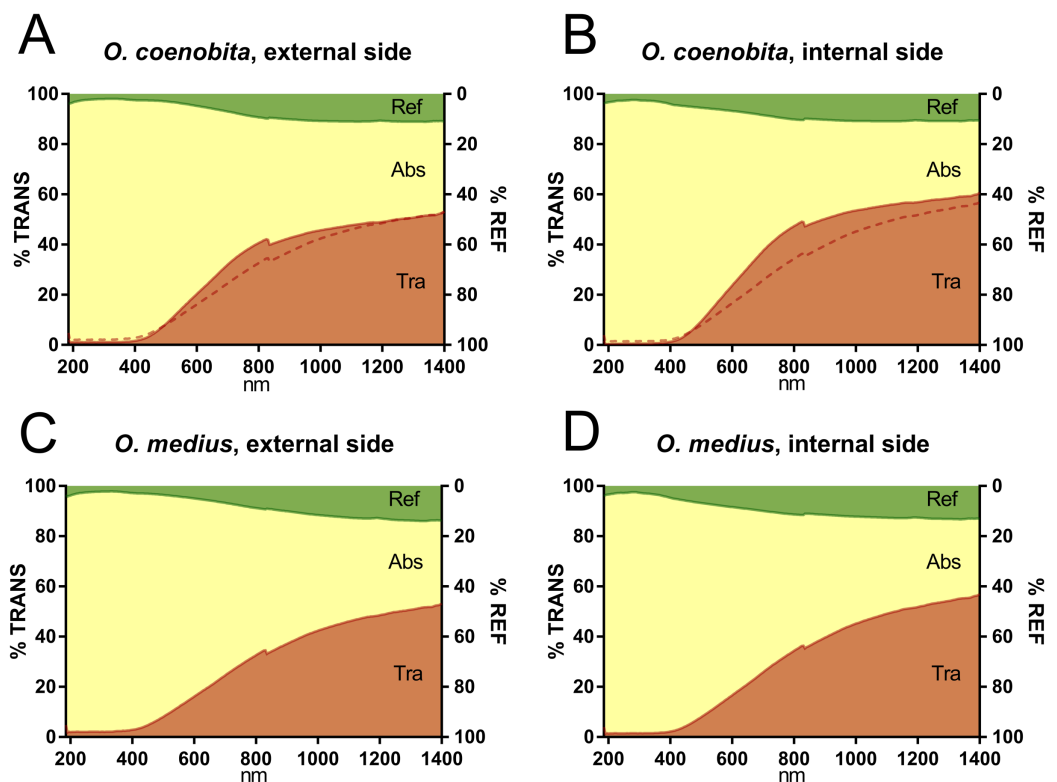 A
O. coenobita, external side
100
80
60
40
20
0
% TRANS
0
20
40
60
80
100
% REF
Ref
Abs
Tra
200 400 600 800 1000 1200 1400
nm
B
O. coenobita, internal side
100
80
60
40
20
0
% TRANS
0
20
40
60
80
100
% REF
Ref
Abs
Tra
200 400 600 800 1000 1200 1400
nm
C
O. medius, external side
100
80
60
40
20
0
% TRANS
0
20
40
60
80
100
% REF
Ref
Abs
Tra
200 400 600 800 1000 1200 1400
nm
D
O. medius, internal side
100
80
60
40
20
0
% TRANS
0
20
40
60
80
100
% REF
Ref
Abs
Tra
200 400 600 800 1000 1200 1400
nm